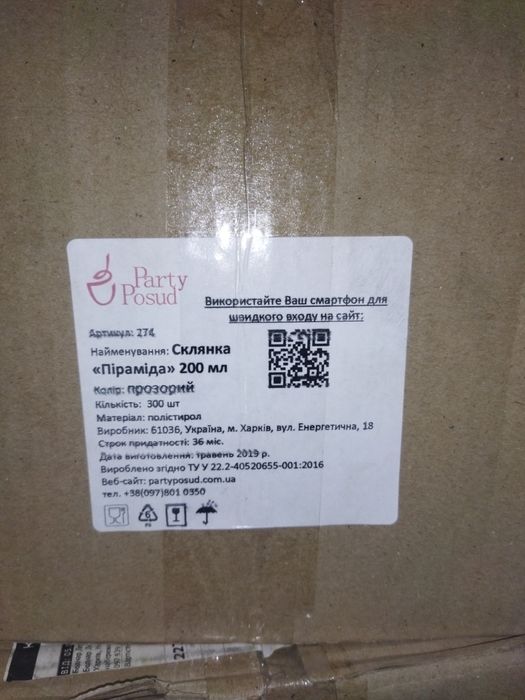 Party
Posud
Використайте Ваш смартфон для
швидкого входу на сайт:
Артикул: 274
Найменування: Склянка
«Піраміда» 200 мл
Колір: прозорий
Кількість: 300 шт
Матеріал: полістирол
Виробник: 61036, Україна, м. Харків, вул. Енергетична, 18
Строк придатності: 36 міс.
Дата виготовлення: травень 2019 р.
Вироблено згідно ТУ У 22.2-40520655-001:2016
Веб-сайт: partyposud.com.ua
тел. +38(097)801 0350
6
PS